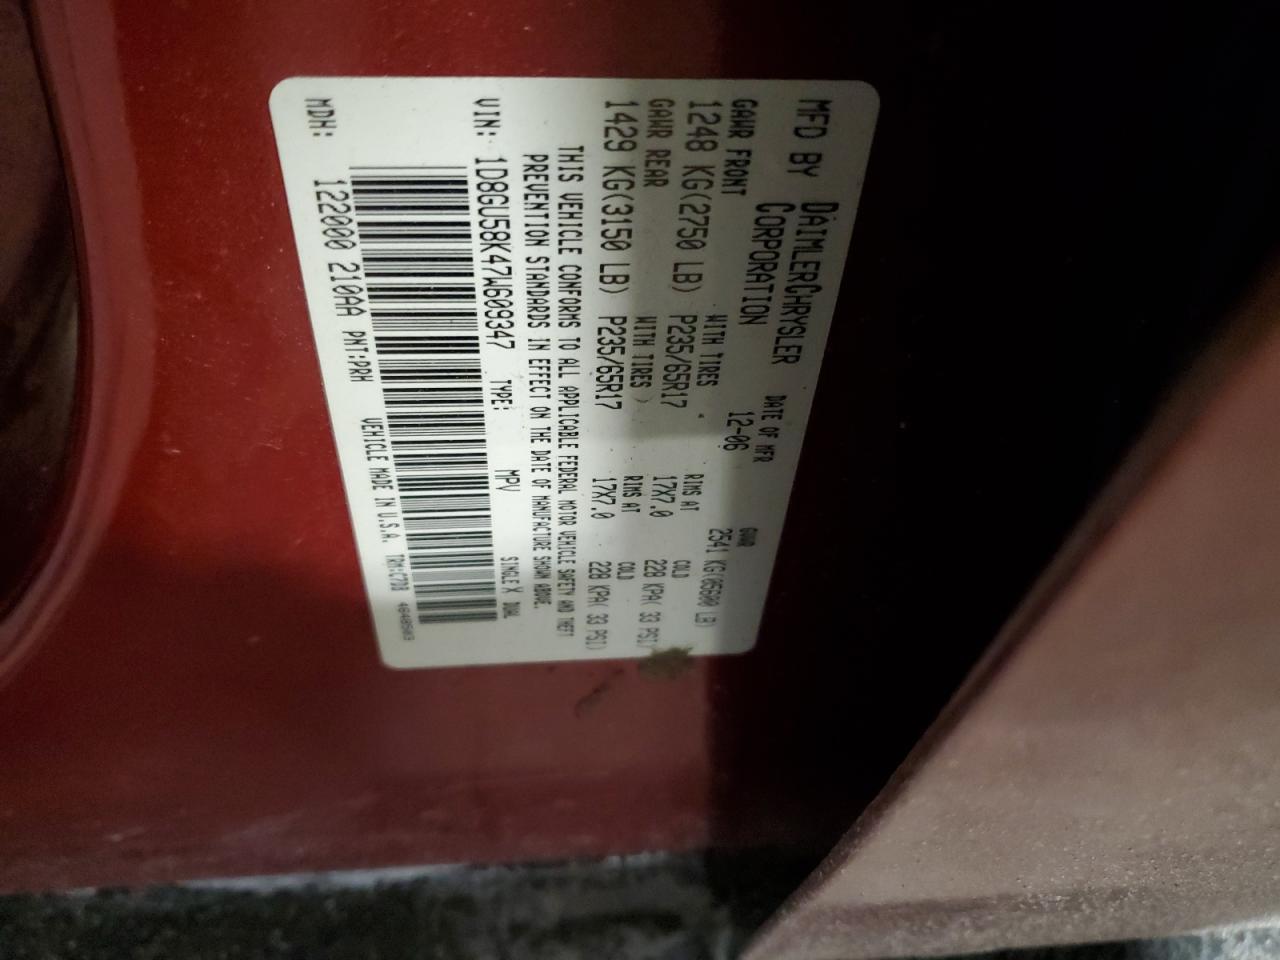 MFD BY DAIMLERCHRYSLER CORPORATION
DATE OF MFR 12-06
GVWR 2541 KG(05600 LB)
GAWR FRONT WITH TIRES RIMS AT COLD
1248 KG(2750 LB) P235/65R17 17X7.0 228 KPA( 33 PSI)
GAWR REAR WITH TIRES RIMS AT COLD
1429 KG(3150 LB) P235/65R17 17X7.0 228 KPA( 33 PSI)
THIS VEHICLE CONFORMS TO ALL APPLICABLE FEDERAL MOTOR VEHICLE SAFETY AND THEFT
PREVENTION STANDARDS IN EFFECT ON THE DATE OF MANUFACTURE SHOWN ABOVE.
VIN: 1D8GU58K47W609347 TYPE: MPV SINGLE X DUAL
MDH: 122000 210AA PNT:PRH VEHICLE MADE IN U.S.A.